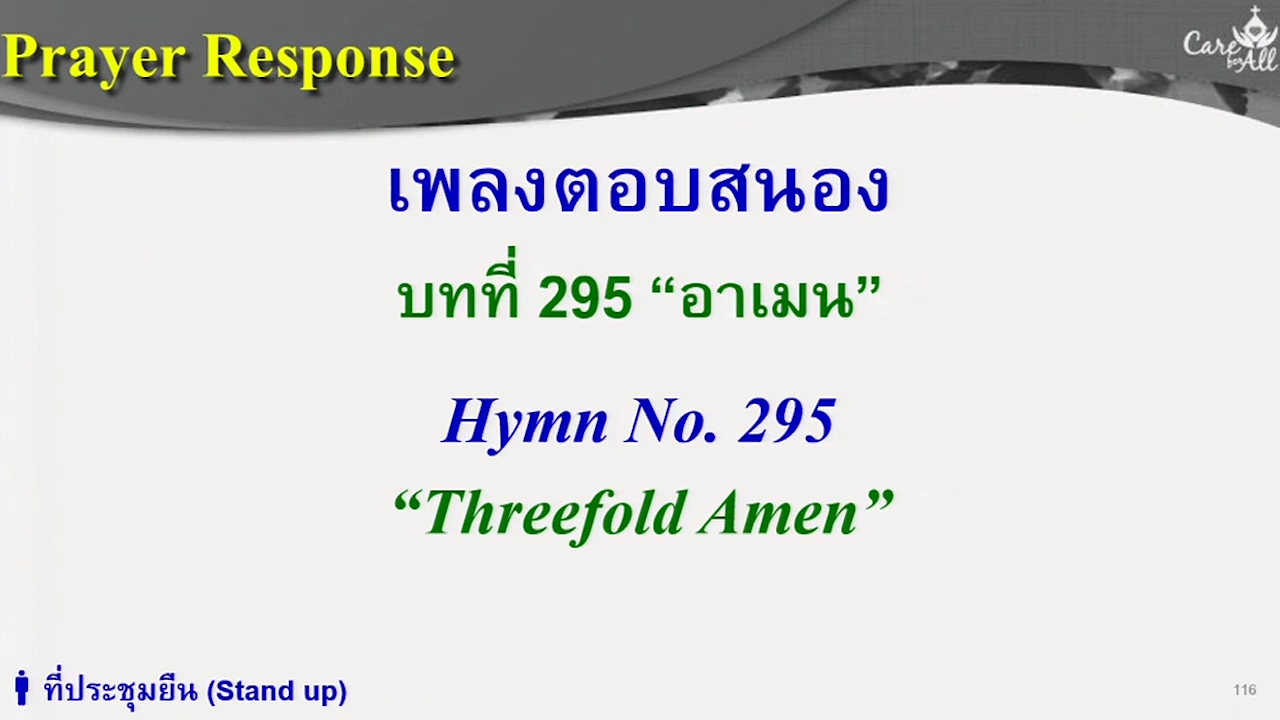 Prayer Response
Care
for All
เพลงตอบสนอง
บทที่ 295 “อาเมน”
Hymn No. 295
“Threefold Amen”
ที่ประชุมยืน (Stand up)
116